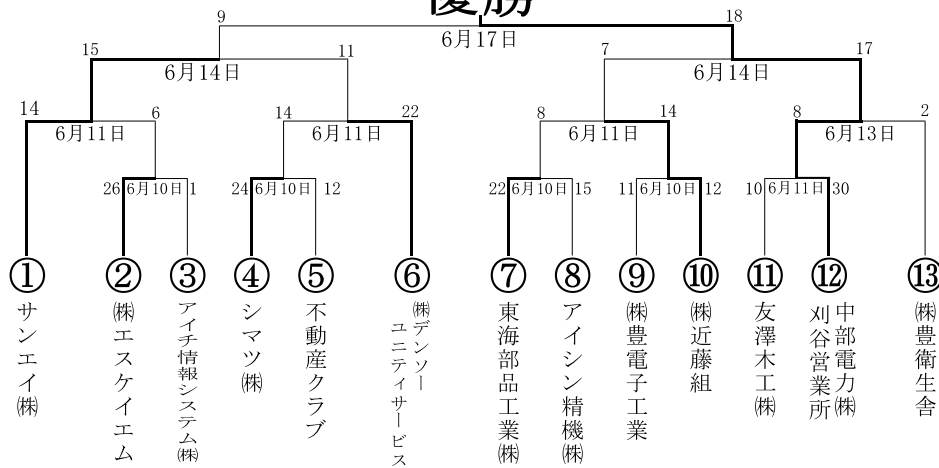 優勝
9 18
6月17日
15 11 7 17
6月14日 6月14日
14 6 14 22 8 14 8 2
6月11日 6月11日 6月11日 6月13日
26 6月10日 1 24 6月10日 12 22 6月10日 15 11 6月10日 12 10 6月11日 30
① ② ③ ④ ⑤ ⑥ ⑦ ⑧ ⑨ ⑩ ⑪ ⑫ ⑬
サンエイ㈱
㈱エスケイエム
アイチ情報システム㈱
シマツ㈱
不動産クラブ
㈱デンソー
ユニティサービス
東海部品工業㈱
アイシン精機㈱
㈱豊電子工業
㈱近藤組
友澤木工㈱
中部電力㈱
刈谷営業所
㈱豊衛生舎